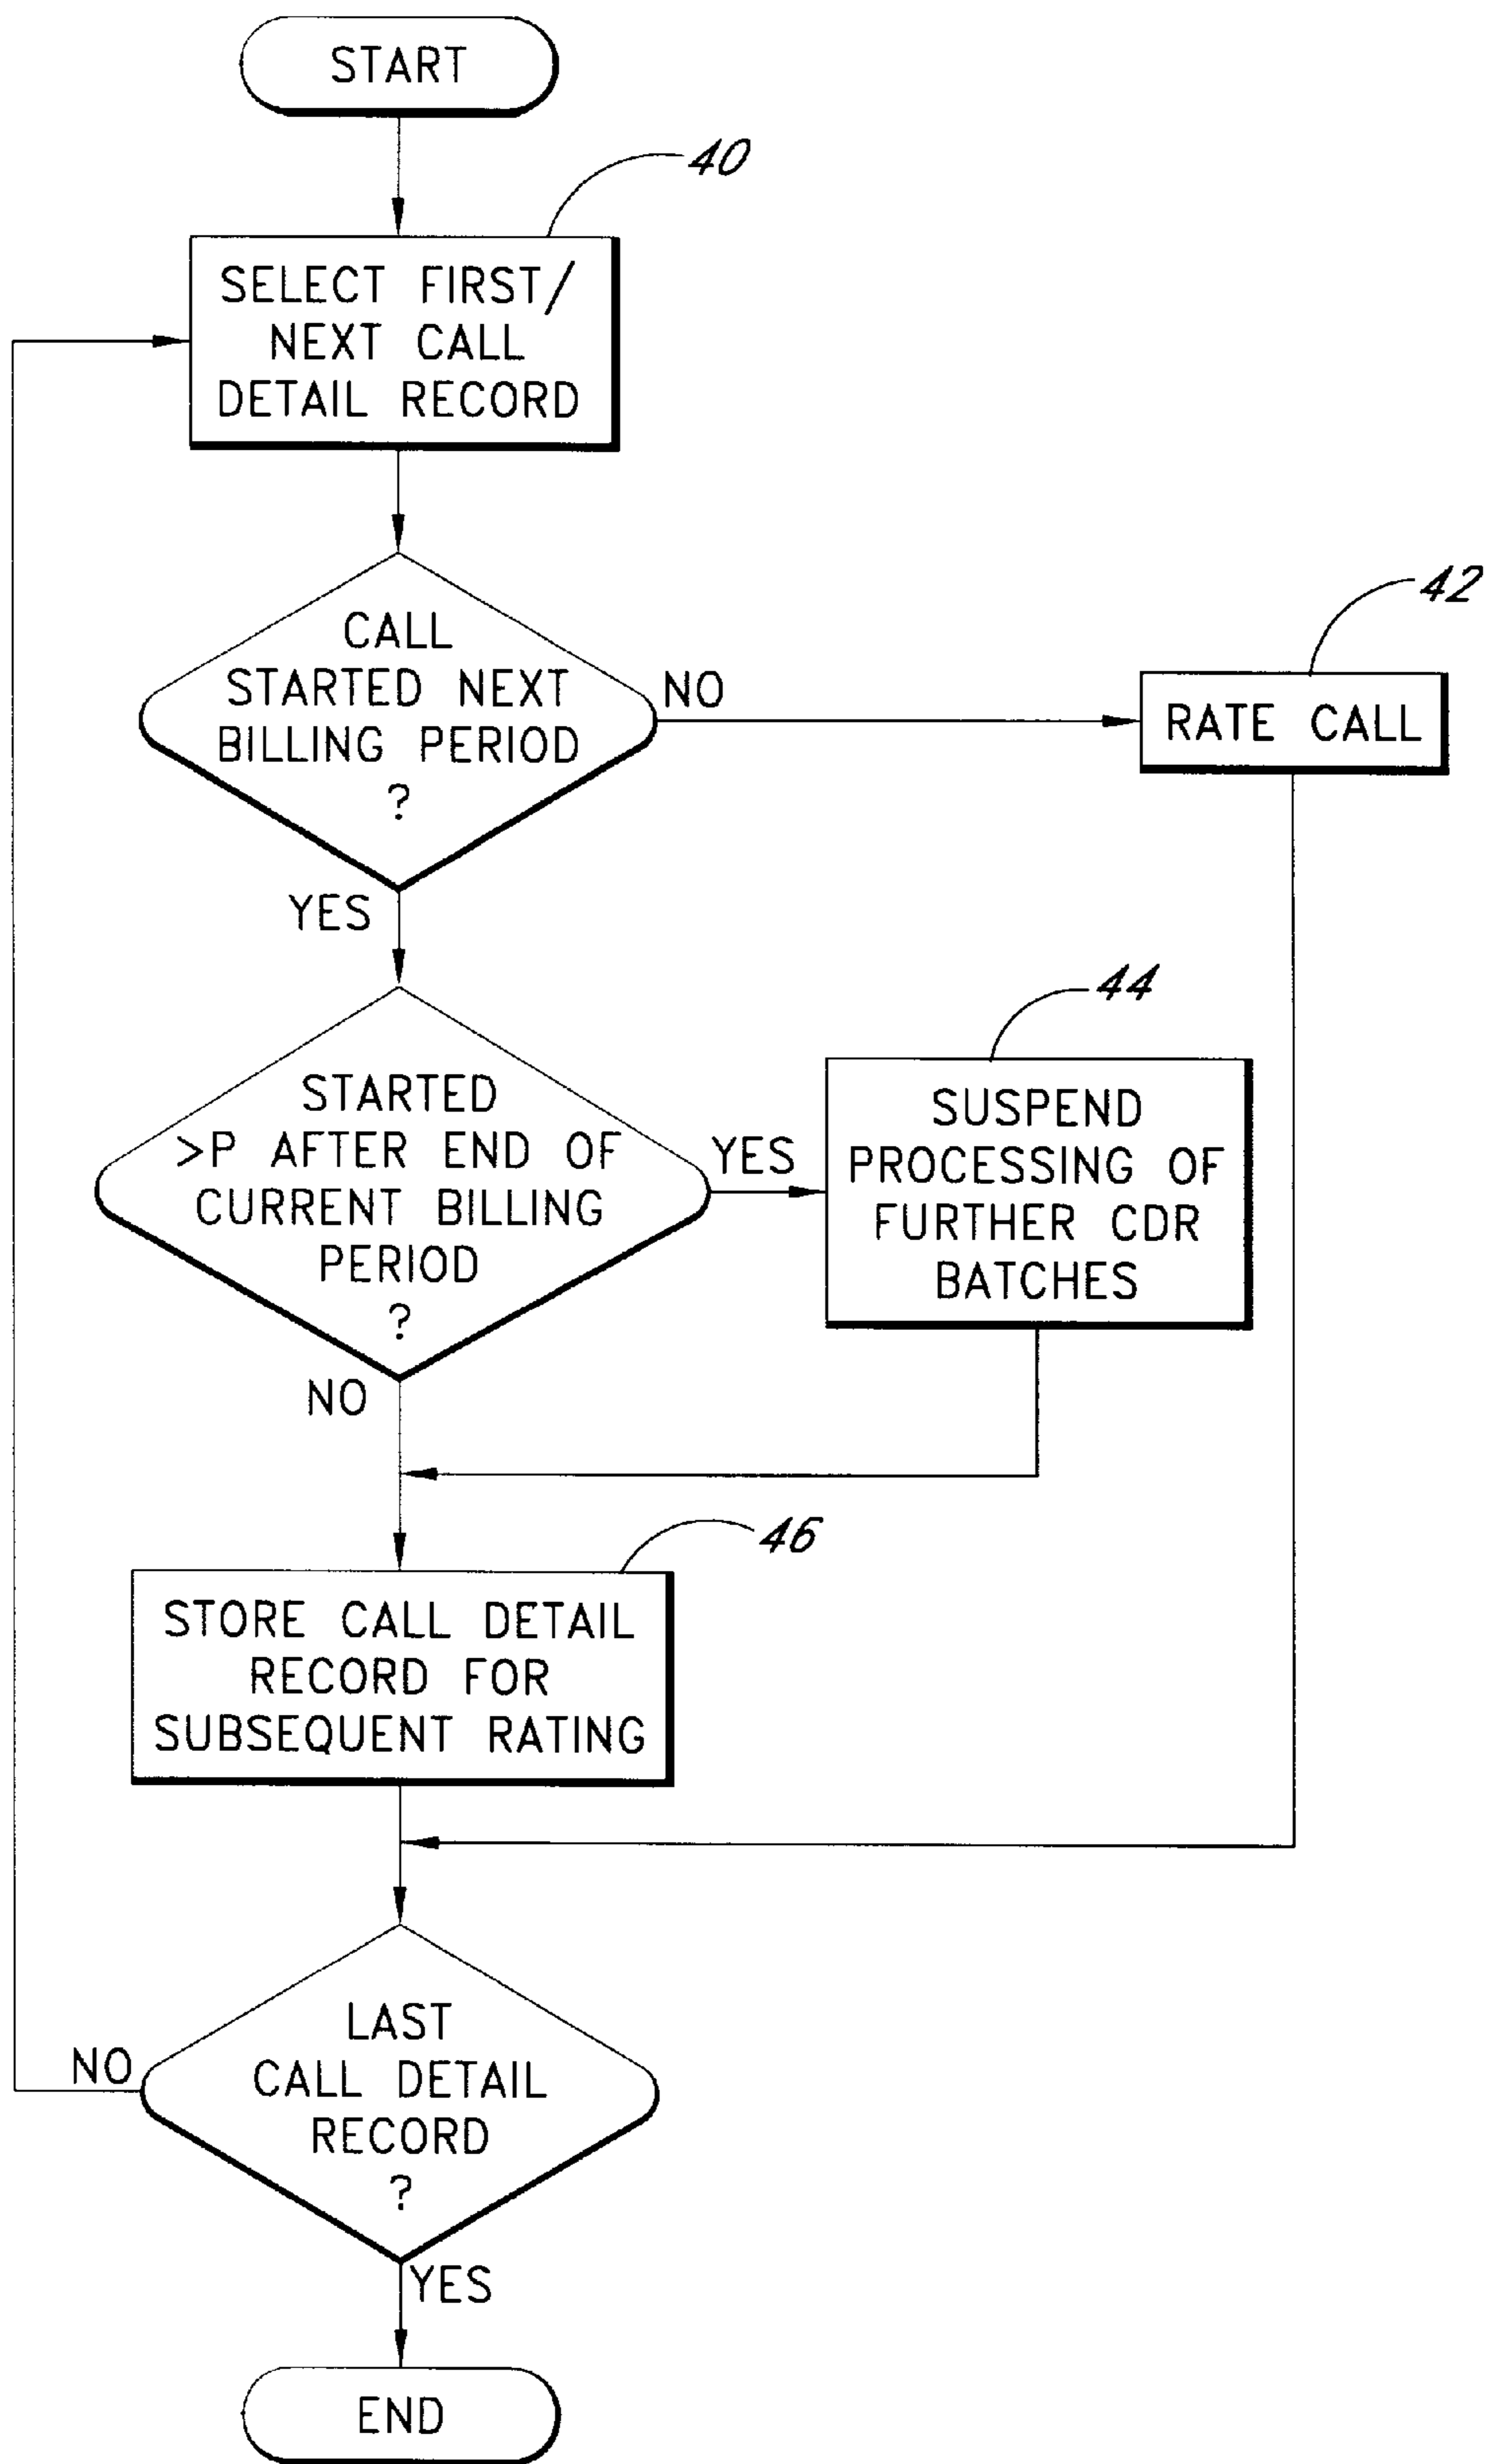 START
40
SELECT FIRST/
NEXT CALL
DETAIL RECORD
CALL
STARTED NEXT
BILLING PERIOD
?
NO
42
RATE CALL
YES
44
STARTED
>P AFTER END OF
CURRENT BILLING
PERIOD
?
YES
SUSPEND
PROCESSING OF
FURTHER CDR
BATCHES
NO
46
STORE CALL DETAIL
RECORD FOR
SUBSEQUENT RATING
LAST
CALL DETAIL
RECORD
?
NO
YES
END